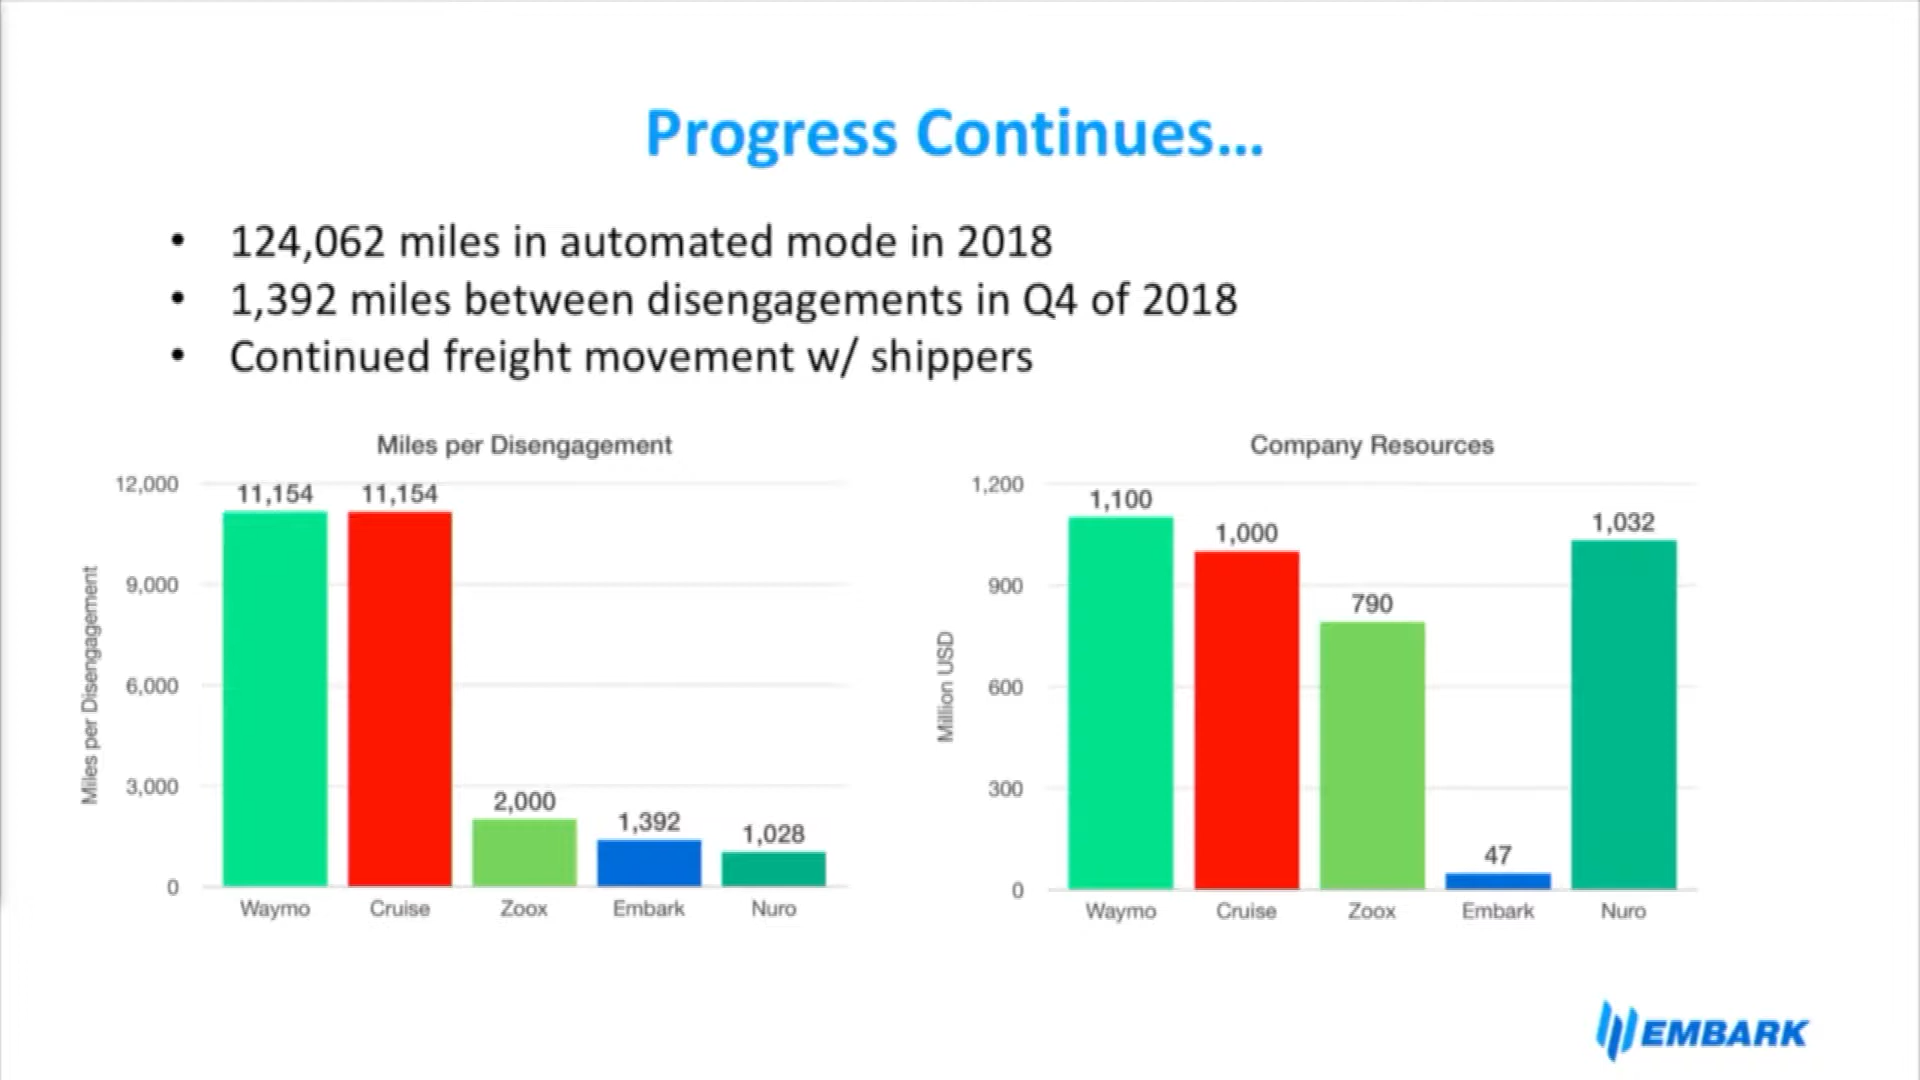 Progress Continues...
• 124,062 miles in automated mode in 2018
• 1,392 miles between disengagements in Q4 of 2018
• Continued freight movement w/ shippers
Miles per Disengagement
Miles per Disengagement
12,000
9,000
6,000
3,000
0
11,154
11,154
2,000
1,392
1,028
Waymo
Cruise
Zoox
Embark
Nuro
Company Resources
Million USD
1,200
900
600
300
0
1,100
1,000
790
47
1,032
Waymo
Cruise
Zoox
Embark
Nuro
EMBARK